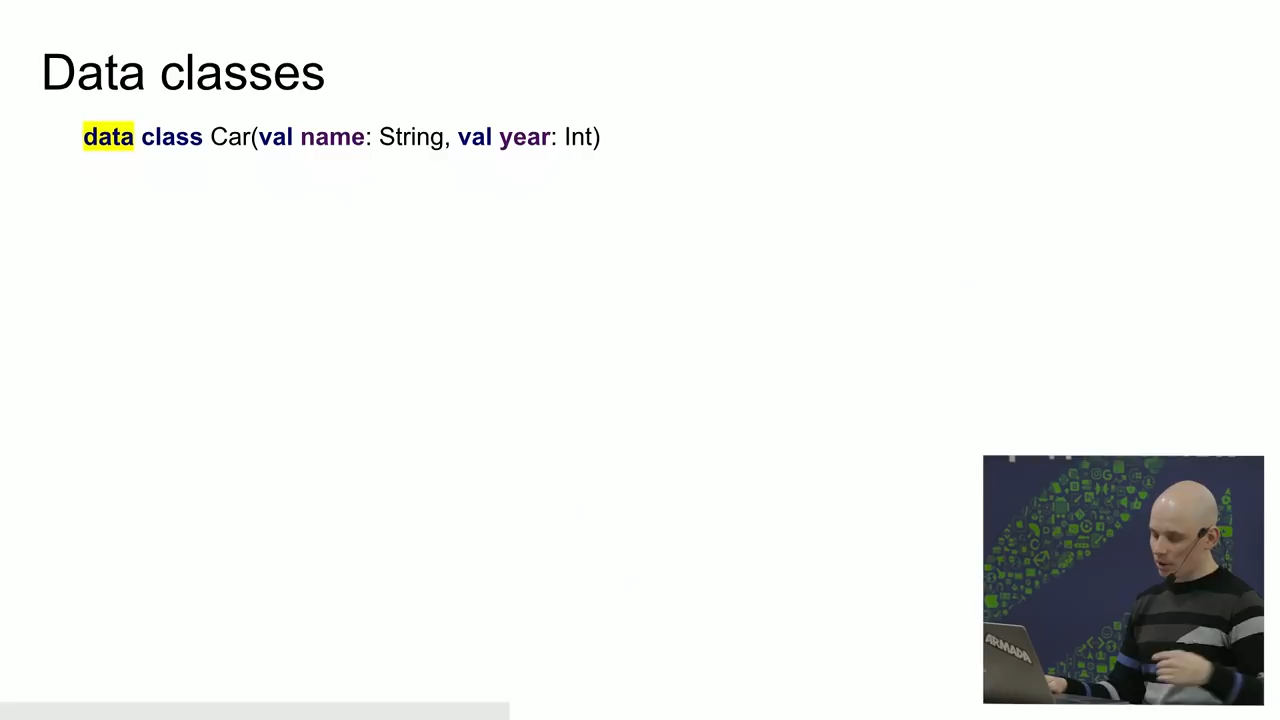 Data classes
data class Car(val name: String, val year: Int)
ARMADA